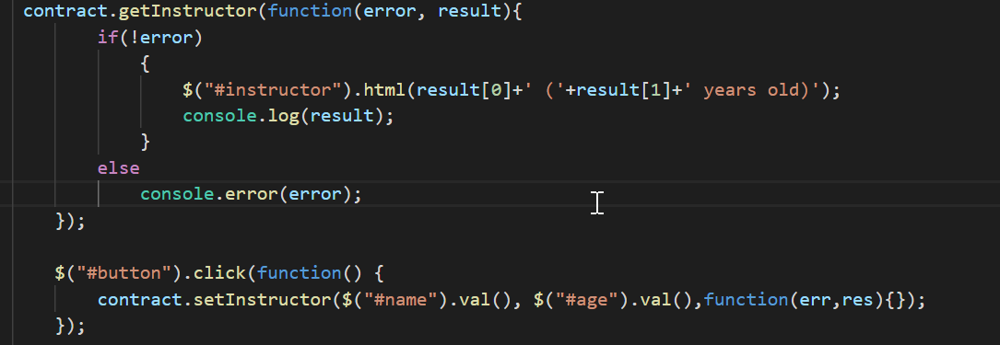 contract.getInstructor(function(error, result){
if(!error)
{
$("#instructor").html(result[0]+' ('+result[1]+' years old)');
console.log(result);
}
else
console.error(error);
});
$("#button").click(function() {
contract.setInstructor($("#name").val(), $("#age").val(),function(err,res){});
});